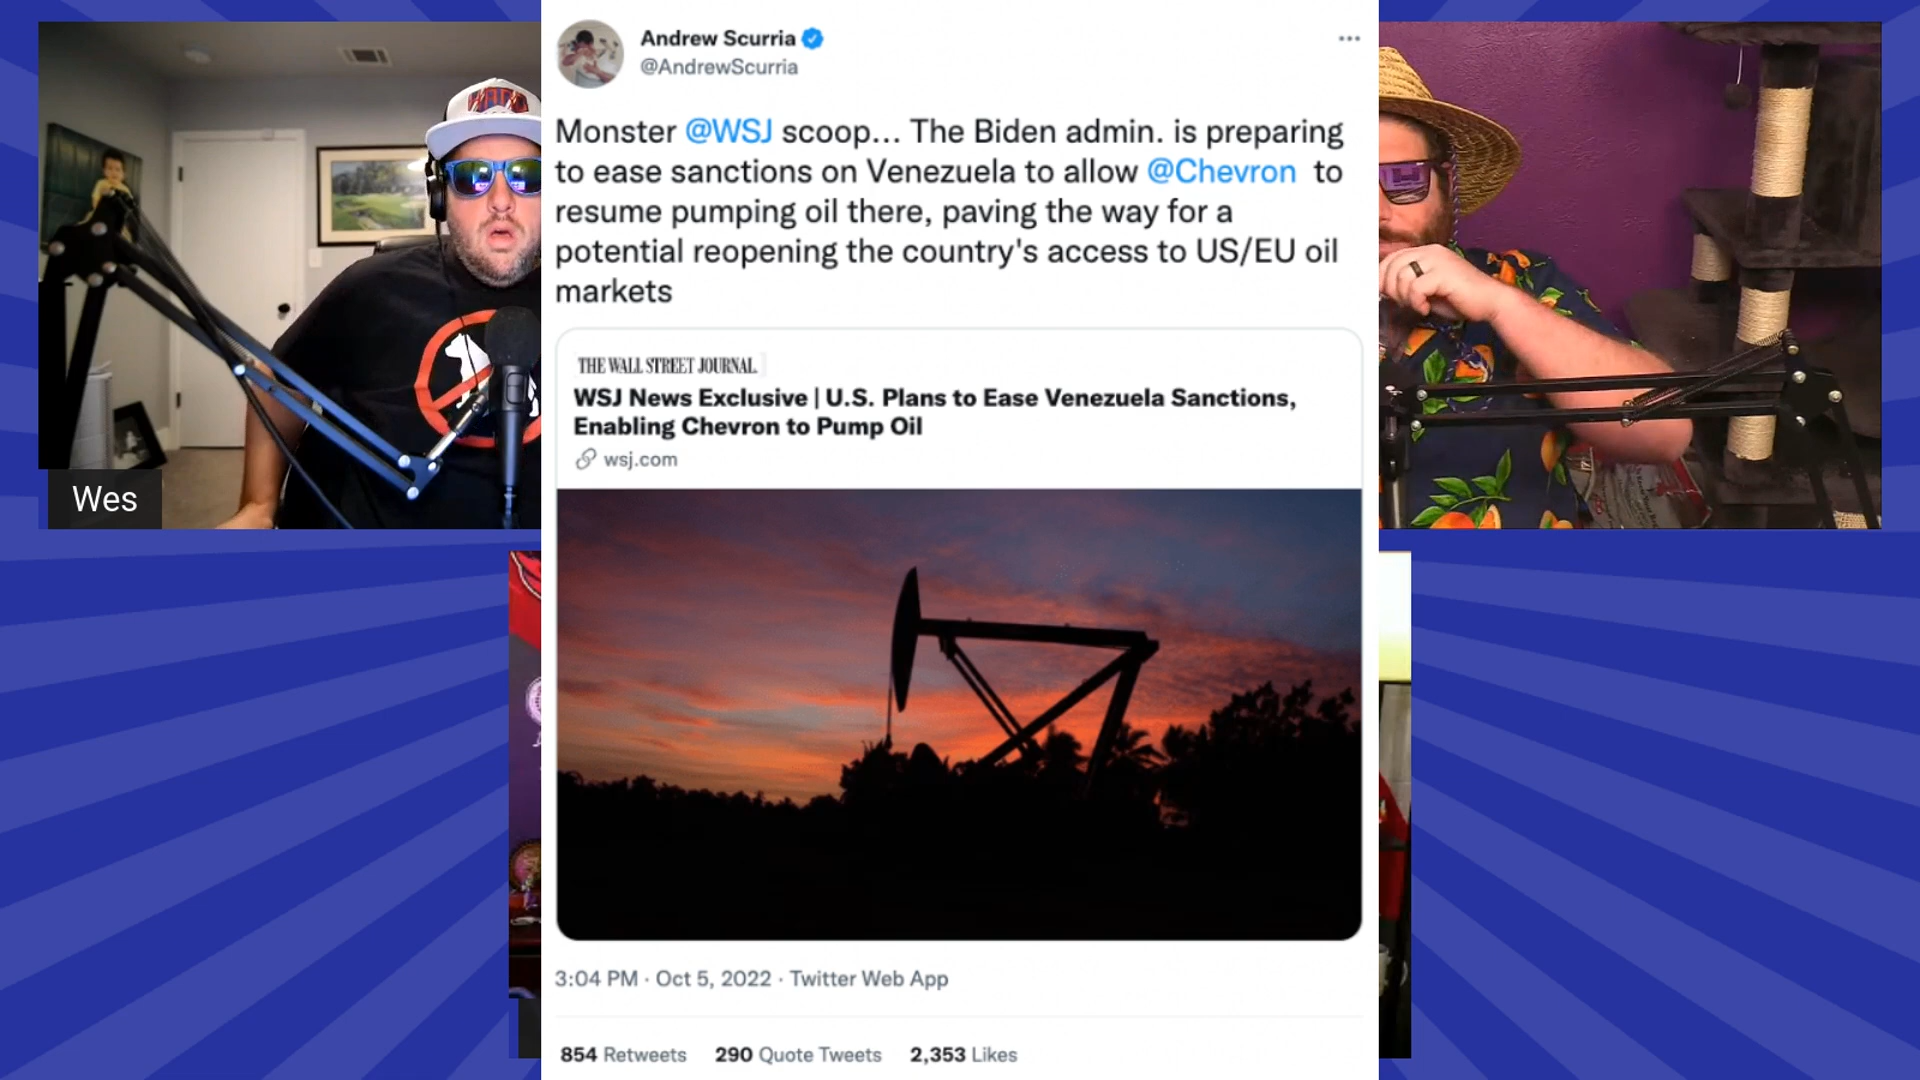 Andrew Scurria
@AndrewScurria
Monster @WSJ scoop... The Biden admin. is preparing
to ease sanctions on Venezuela to allow @Chevron to
resume pumping oil there, paving the way for a
potential reopening the country's access to US/EU oil
markets
THE WALL STREET JOURNAL.
WSJ News Exclusive | U.S. Plans to Ease Venezuela Sanctions,
Enabling Chevron to Pump Oil
wsj.com
3:04 PM · Oct 5, 2022 · Twitter Web App
854 Retweets 290 Quote Tweets 2,353 Likes
Wes